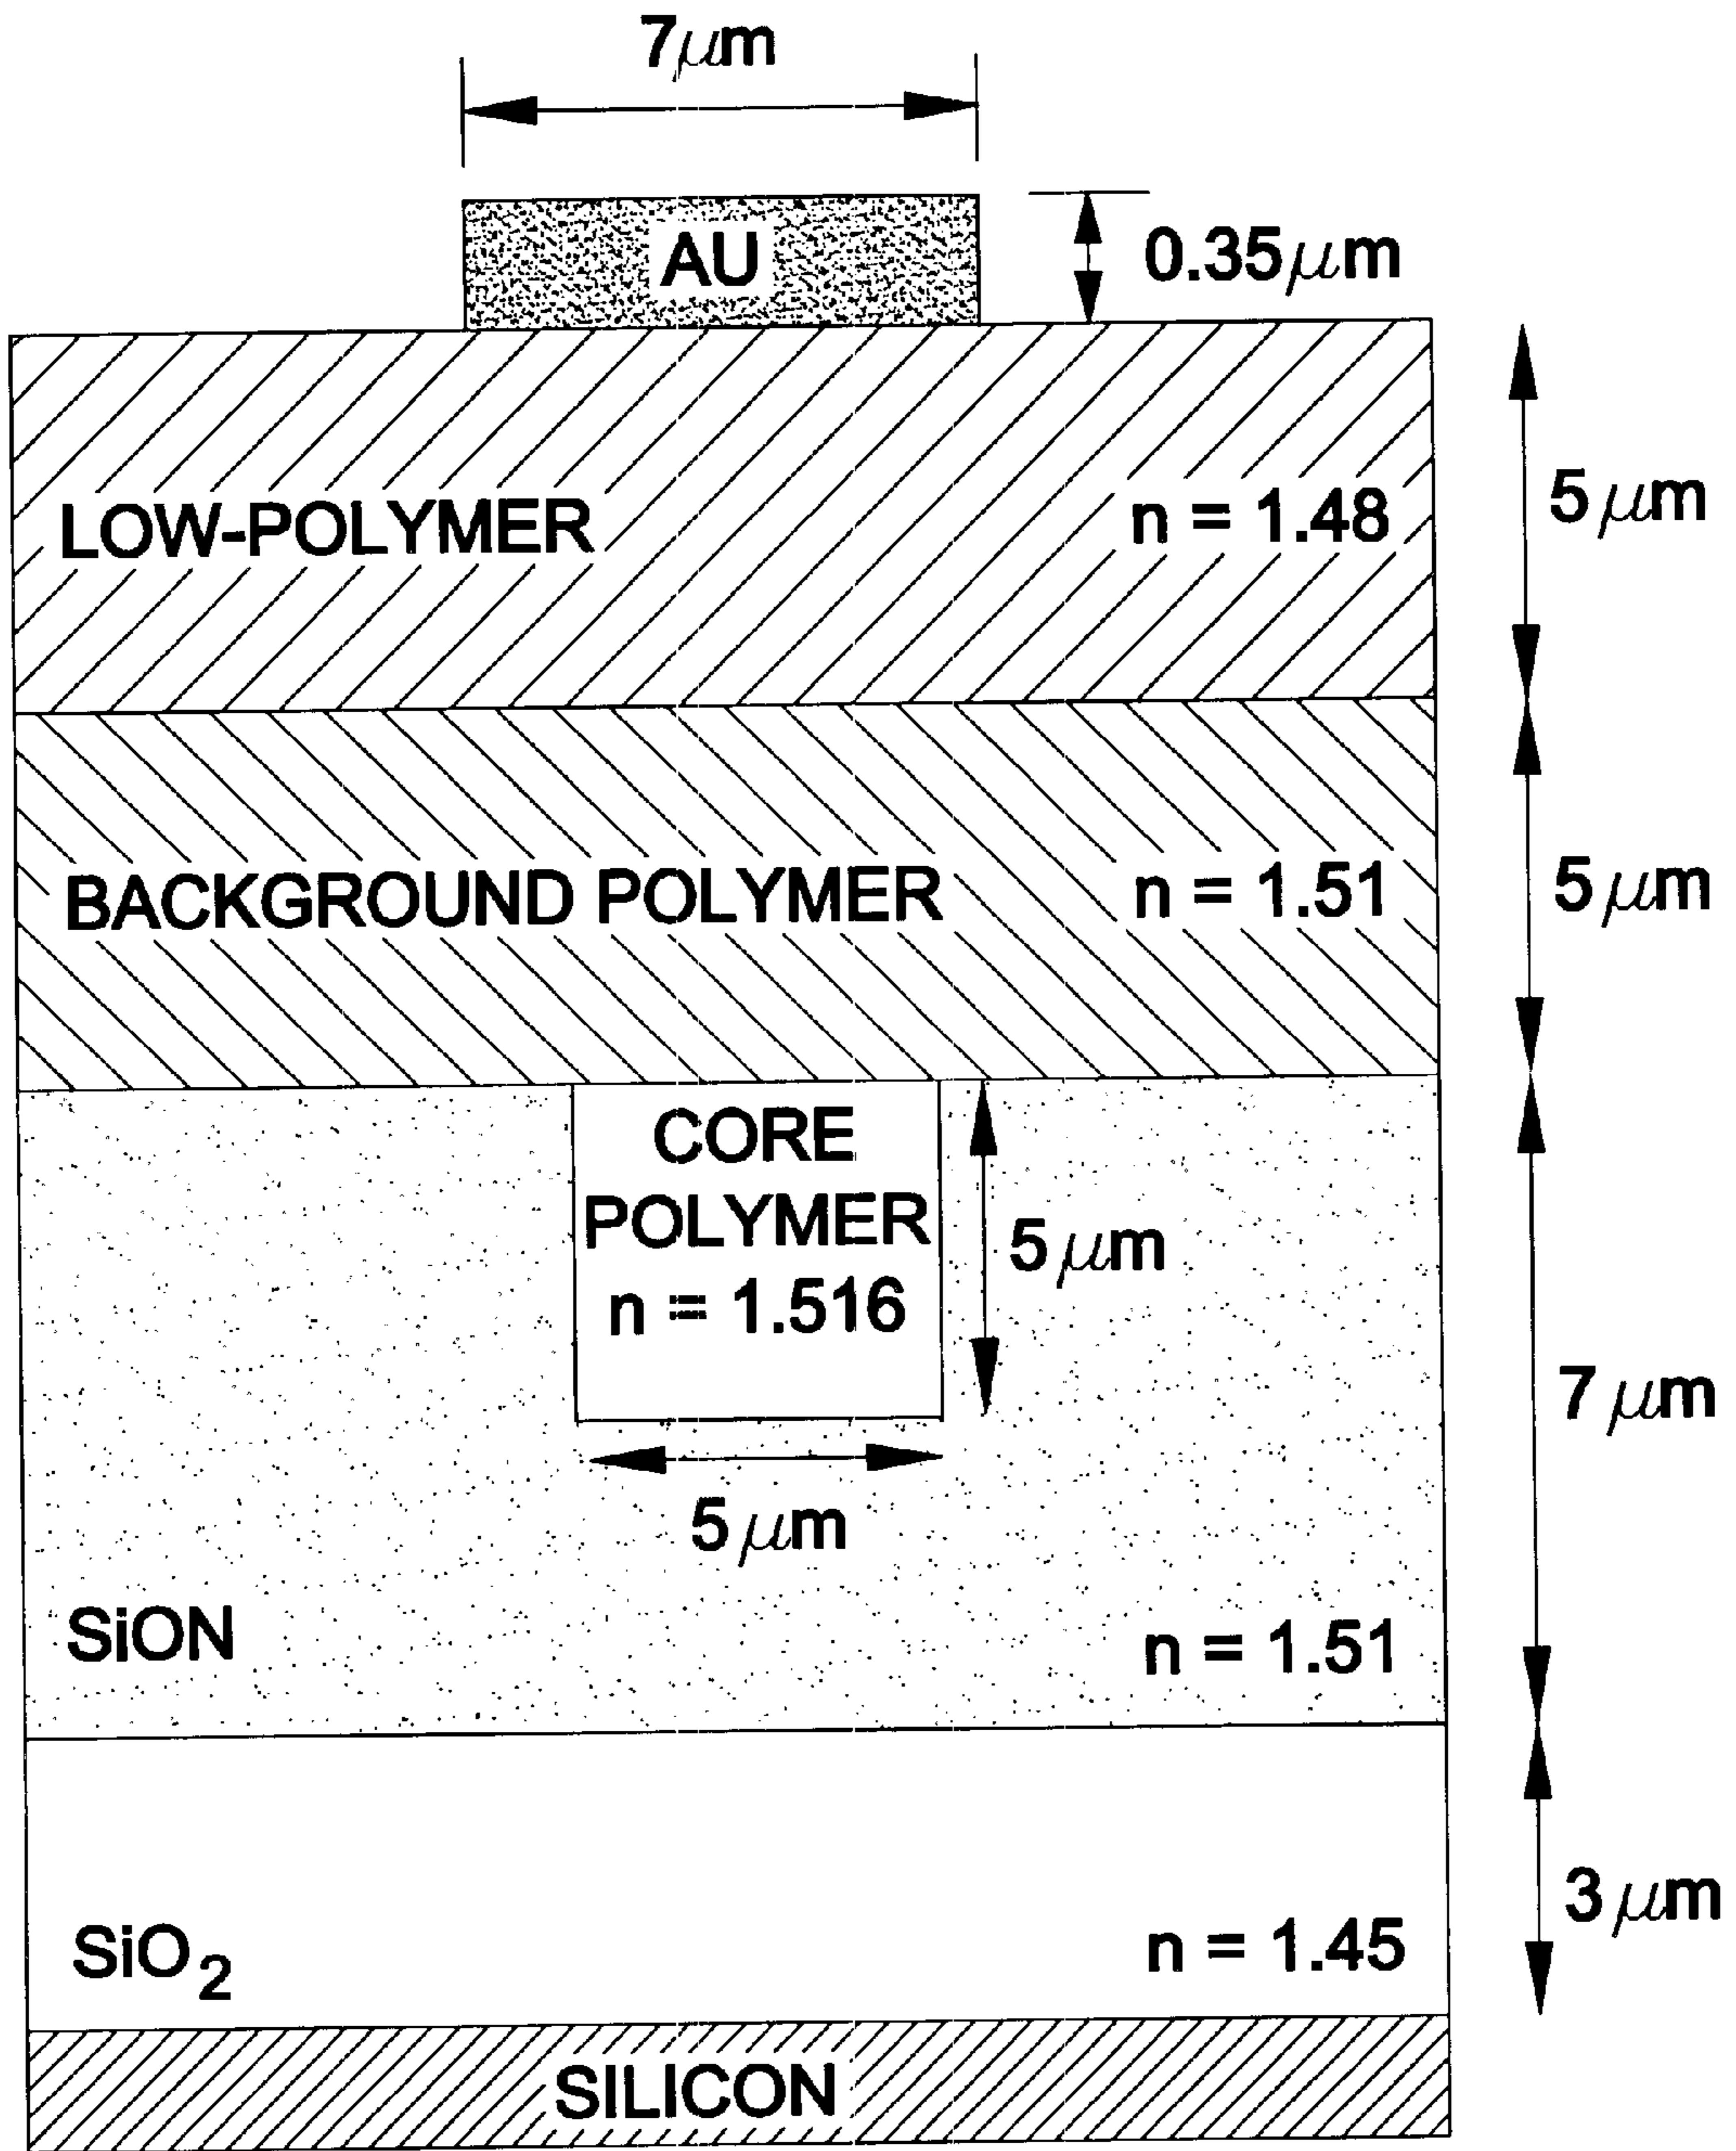 7μm
AU
0.35μm
LOW-POLYMER
n = 1.48
5μm
BACKGROUND POLYMER
n = 1.51
5μm
CORE
POLYMER
n = 1.516
5μm
5μm
7μm
SiON
n = 1.51
SiO₂
n = 1.45
3μm
SILICON